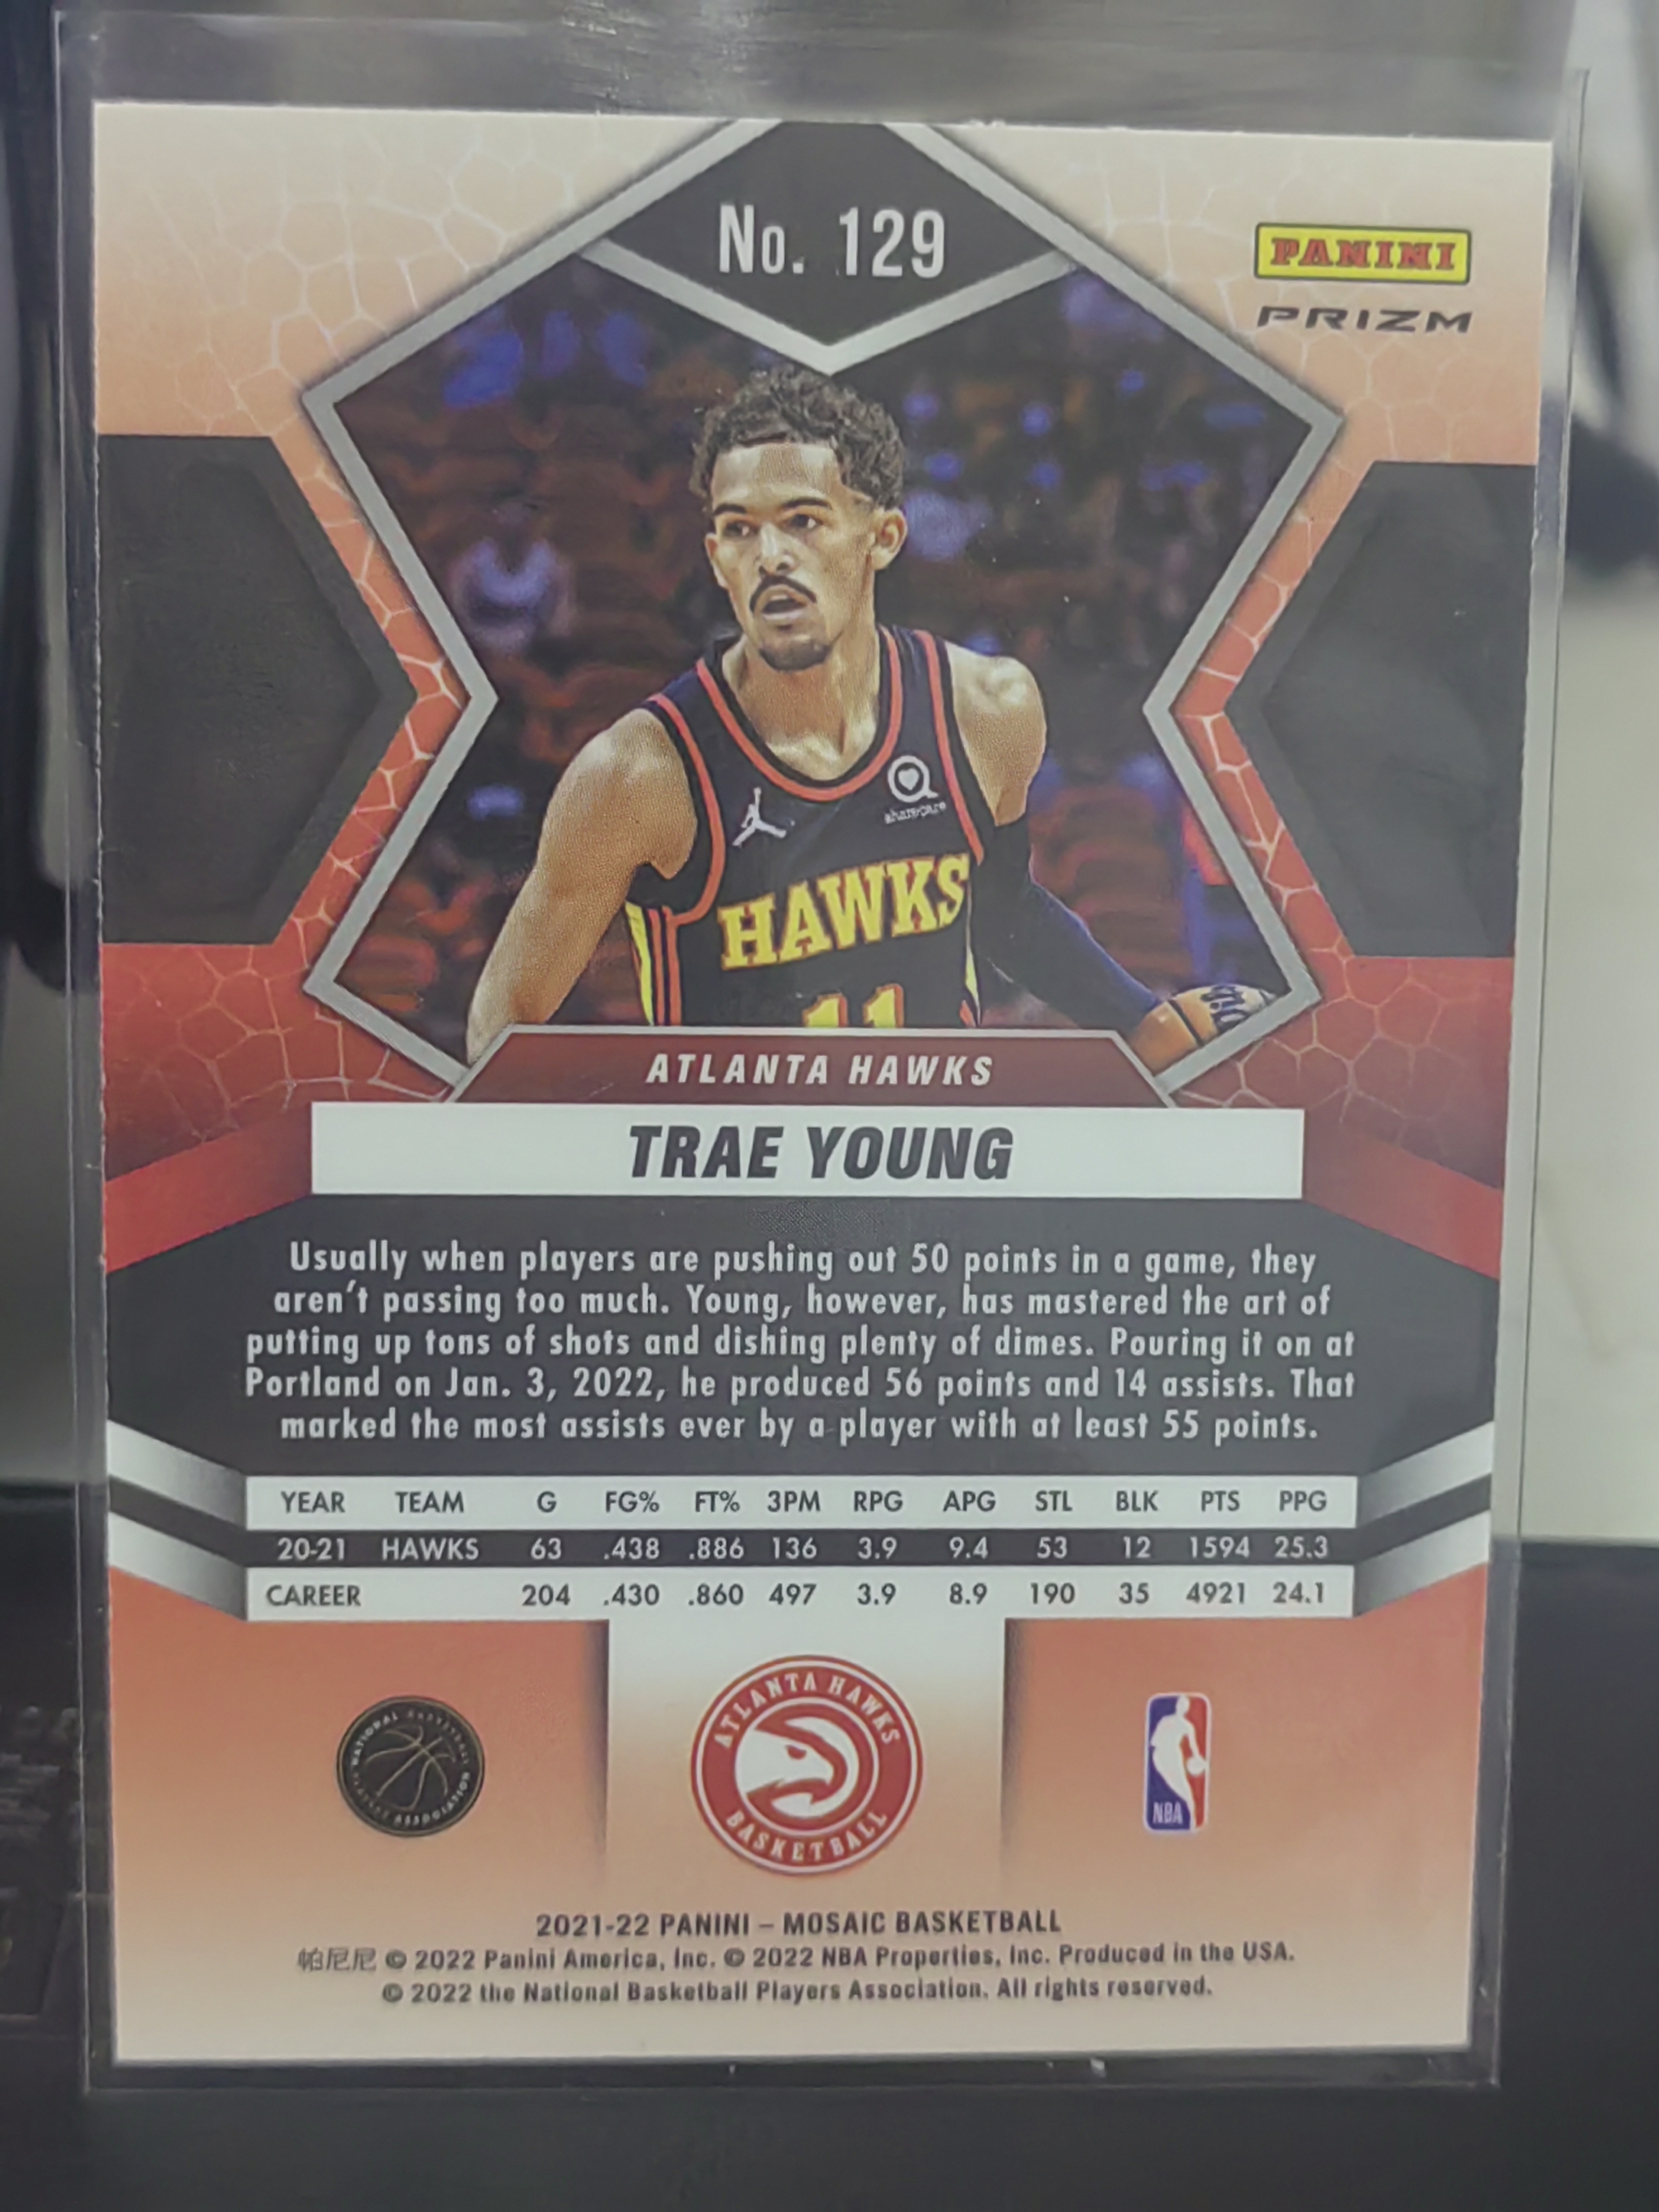 No. 129
PANINI
PRIZM
sharecare
HAWKS
11
ATLANTA HAWKS
TRAE YOUNG
Usually when players are pushing out 50 points in a game, they
aren't passing too much. Young, however, has mastered the art of
putting up tons of shots and dishing plenty of dimes. Pouring it on at
Portland on Jan. 3, 2022, he produced 56 points and 14 assists. That
marked the most assists ever by a player with at least 55 points.
YEAR TEAM G FG% FT% 3PM RPG APG STL BLK PTS PPG
20-21 HAWKS 63 .438 .886 136 3.9 9.4 53 12 1594 25.3
CAREER 204 .430 .860 497 3.9 8.9 190 35 4921 24.1
NATIONAL BASKETBALL PLAYERS ASSOCIATION
ATLANTA HAWKS
BASKETBALL
NBA
2021-22 PANINI – MOSAIC BASKETBALL
帕尼尼 © 2022 Panini America, Inc. © 2022 NBA Properties, Inc. Produced in the USA.
© 2022 the National Basketball Players Association. All rights reserved.